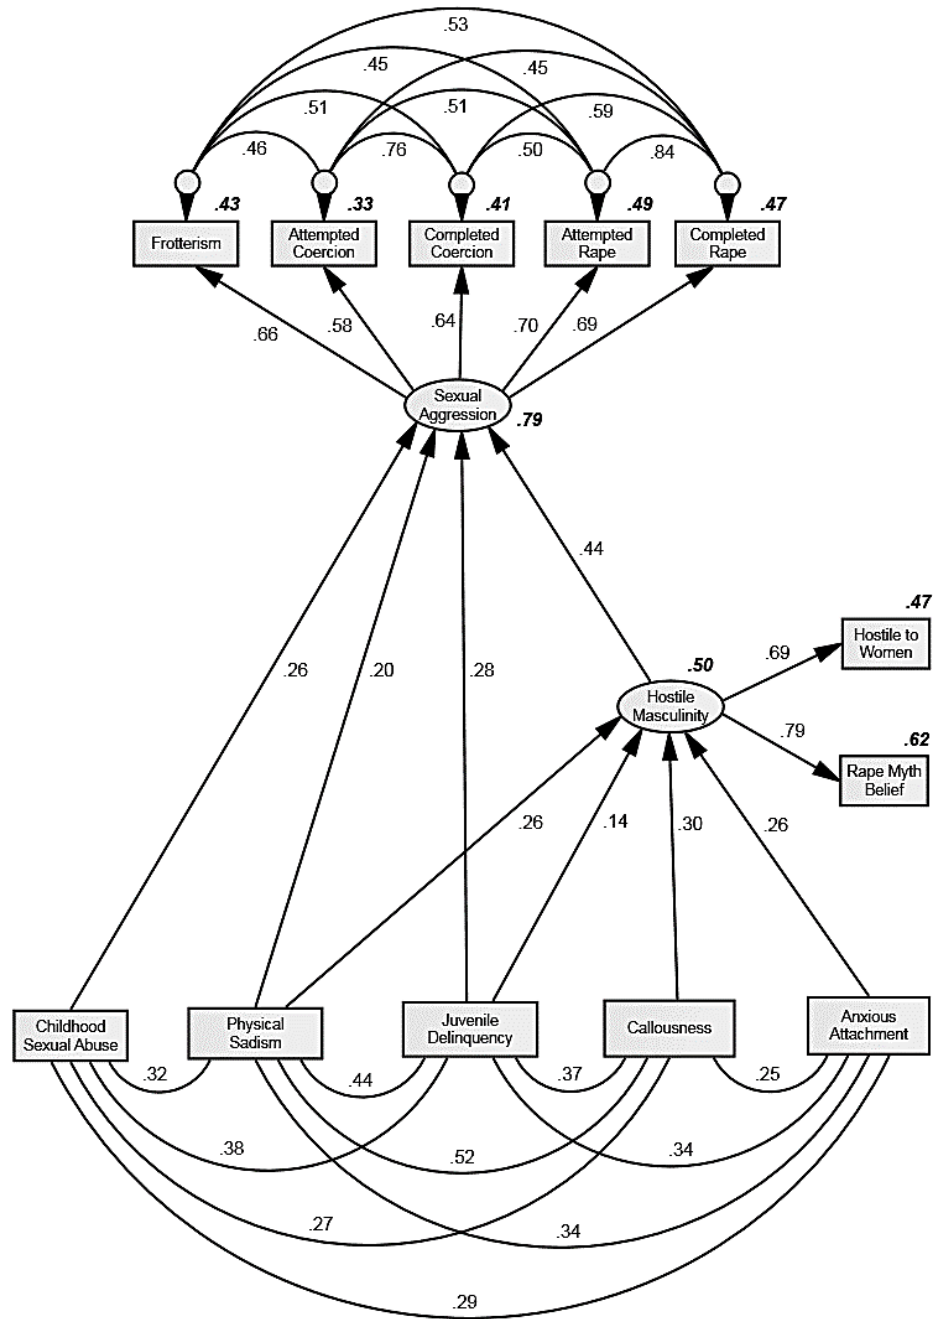 .53
.45
.45
.51
.51
.59
.46
.76
.50
.84
.43
.33
.41
.49
.47
Frotterism
Attempted
Coercion
Completed
Coercion
Attempted
Rape
Completed
Rape
.66
.58
.64
.70
.69
Sexual
Aggression
.79
.44
.47
Hostile to
Women
.26
.20
.28
.50
.69
Hostile
Masculinity
.79
.62
Rape Myth
Belief
.26
.14
.30
.26
Childhood
Sexual Abuse
Physical
Sadism
Juvenile
Delinquency
Callousness
Anxious
Attachment
.32
.44
.37
.25
.38
.52
.34
.27
.34
.29